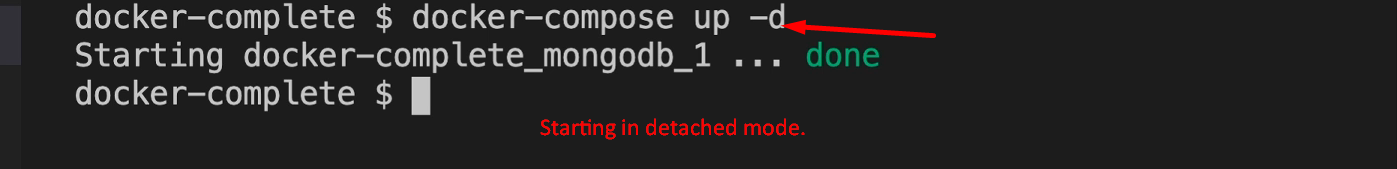 docker-complete $ docker-compose up -d
Starting docker-complete_mongodb_1 ... done
docker-complete $
Starting in detached mode.